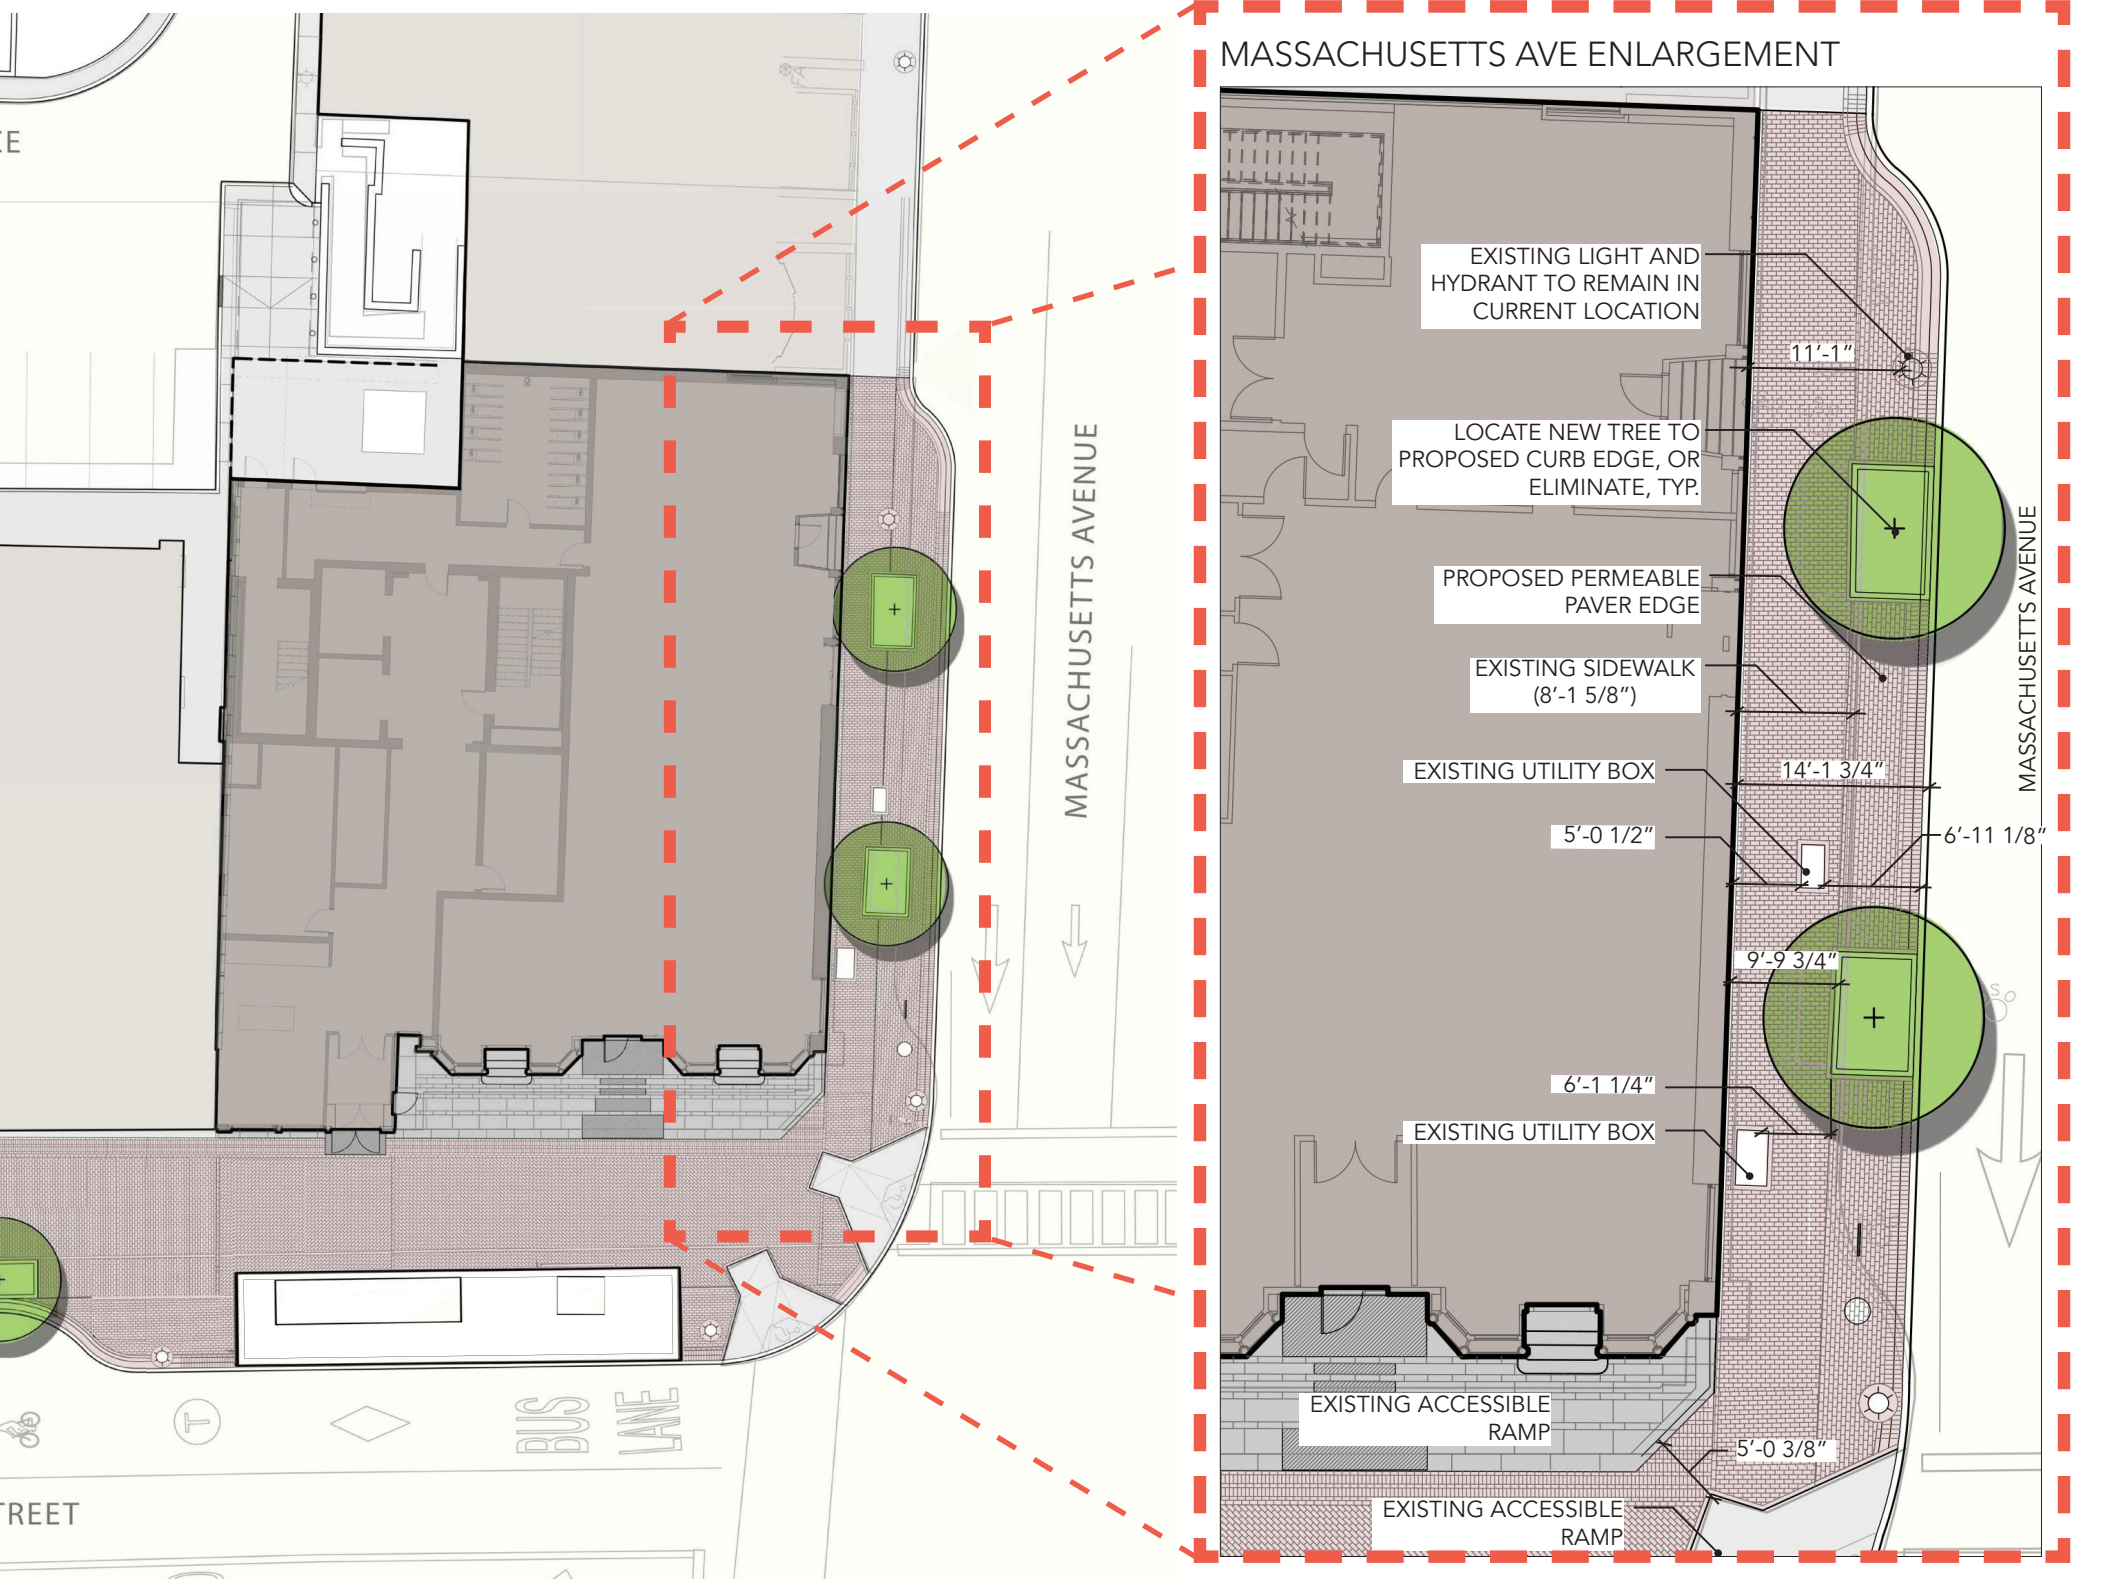 CE
MASSACHUSETTS AVENUE
T
BUS
LANE
TREET
MASSACHUSETTS AVE ENLARGEMENT
EXISTING LIGHT AND
HYDRANT TO REMAIN IN
CURRENT LOCATION
11’-1”
LOCATE NEW TREE TO
PROPOSED CURB EDGE, OR
ELIMINATE, TYP.
PROPOSED PERMEABLE
PAVER EDGE
MASSACHUSETTS AVENUE
EXISTING SIDEWALK
(8’-1 5/8”)
EXISTING UTILITY BOX
14’-1 3/4”
5’-0 1/2”
6’-11 1/8”
9’-9 3/4”
6’-1 1/4”
EXISTING UTILITY BOX
EXISTING ACCESSIBLE
RAMP
5’-0 3/8”
EXISTING ACCESSIBLE
RAMP